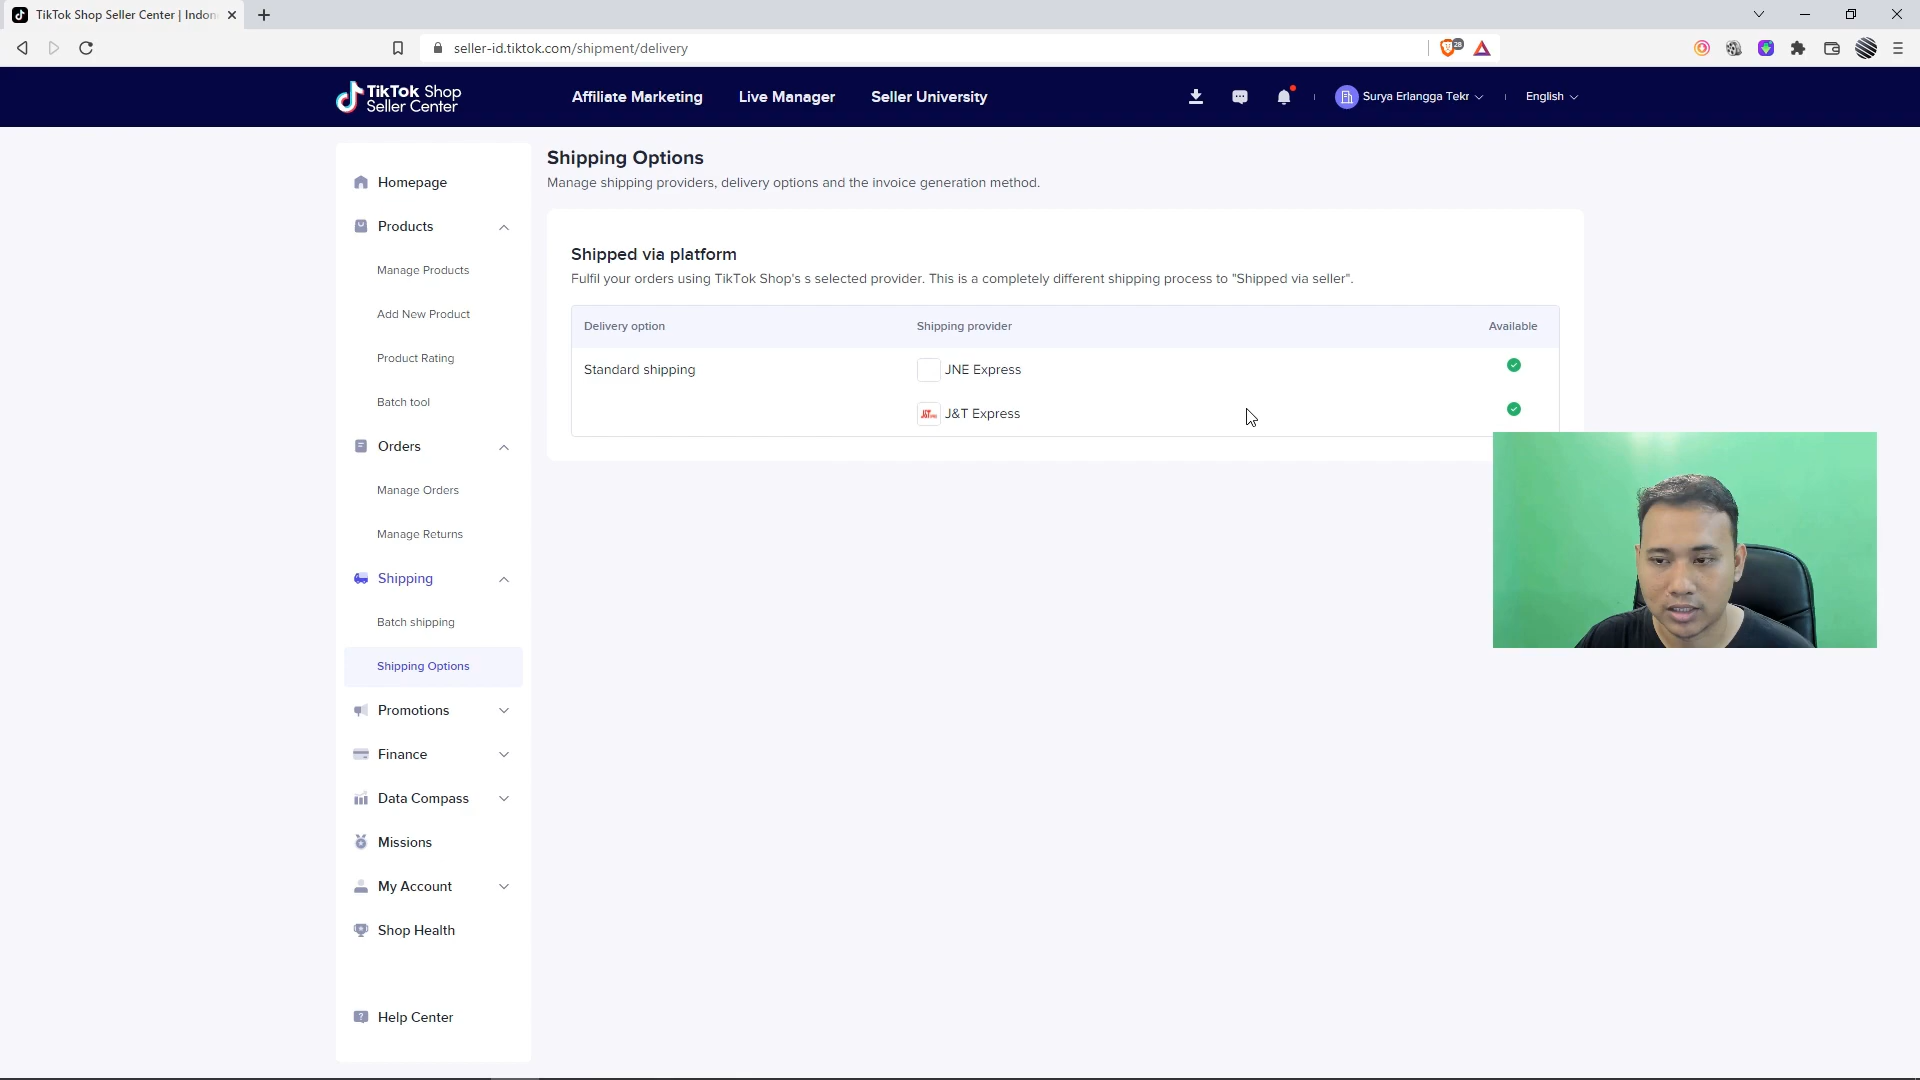 TikTok Shop Seller Center | Indon
seller-id.tiktok.com/shipment/delivery
28
TikTok Shop
Seller Center
Affiliate Marketing
Live Manager
Seller University
Surya Erlangga Tekr
English
Homepage
Products
Manage Products
Add New Product
Product Rating
Batch tool
Orders
Manage Orders
Manage Returns
Shipping
Batch shipping
Shipping Options
Promotions
Finance
Data Compass
Missions
My Account
Shop Health
Help Center
Shipping Options
Manage shipping providers, delivery options and the invoice generation method.
Shipped via platform
Fulfil your orders using TikTok Shop's s selected provider. This is a completely different shipping process to "Shipped via seller".
Delivery option Shipping provider Available
Standard shipping JNE Express
J&T Express